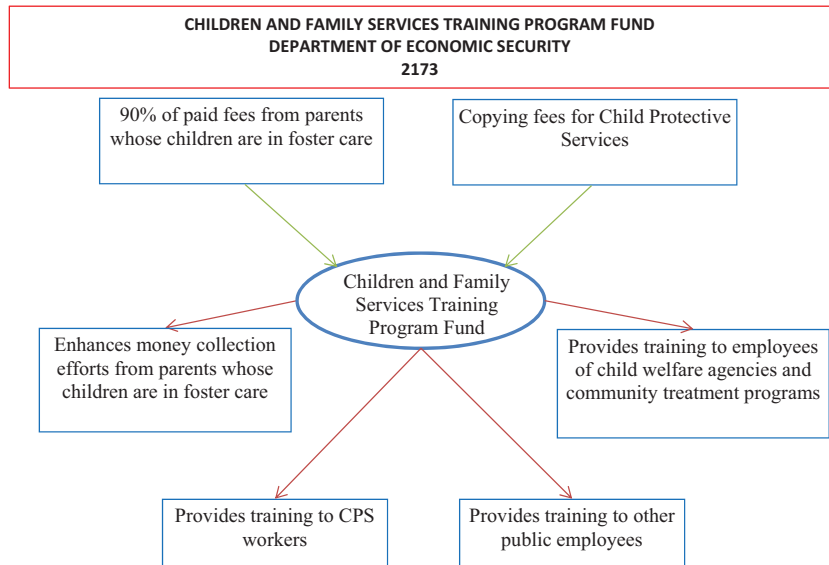 CHILDREN AND FAMILY SERVICES TRAINING PROGRAM FUND
DEPARTMENT OF ECONOMIC SECURITY
2173
90% of paid fees from parents
whose children are in foster care
Copying fees for Child Protective
Services
Children and Family
Services Training
Program Fund
Enhances money collection
efforts from parents whose
children are in foster care
Provides training to employees
of child welfare agencies and
community treatment programs
Provides training to CPS
workers
Provides training to other
public employees